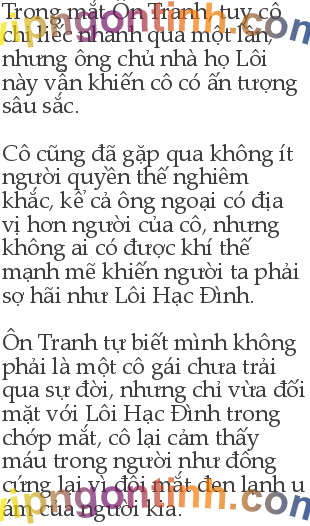 Trong mắt Ôn Tranh, tuy cô
chỉ liếc nhanh qua một lần,
nhưng ông chủ nhà họ Lôi
này vẫn khiến cô có ấn tượng
sâu sắc.
Cô cũng đã gặp qua không ít
người quyền thế nghiêm
khắc, kể cả ông ngoại có địa
vị hơn người của cô, nhưng
không ai có được khí thế
mạnh mẽ khiến người ta phải
sợ hãi như Lôi Hạc Đình.
Ôn Tranh tự biết mình không
phải là một cô gái chưa trải
qua sự đời, nhưng chỉ vừa đối
mặt với Lôi Hạc Đình trong
chớp mắt, cô lại cảm thấy
máu trong người như đông
cứng lại vì đôi mắt đen lạnh u
ám của người kia.
vipngontinh.com
vipngontinh.com